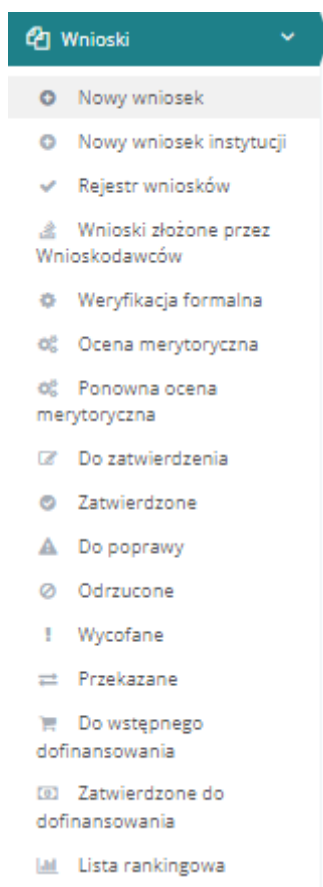 Wnioski
Nowy wniosek
Nowy wniosek instytucji
Rejestr wniosków
Wnioski złożone przez
Wnioskodawców
Weryfikacja formalna
Ocena merytoryczna
Ponowna ocena
merytoryczna
Do zatwierdzenia
Zatwierdzone
Do poprawy
Odrzucone
Wycofane
Przekazane
Do wstępnego
dofinansowania
Zatwierdzone do
dofinansowania
Lista rankingowa